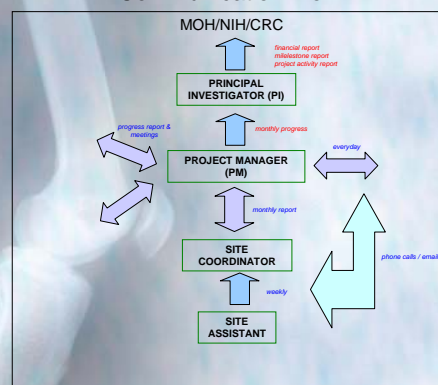 MOH/NIH/CRC
financial report
milelestone report
project activity report
PRINCIPAL
INVESTIGATOR (PI)
monthly progress
progress report &
meetings
PROJECT MANAGER
(PM)
everyday
monthly report
SITE
COORDINATOR
phone calls / email
weekly
SITE
ASSISTANT